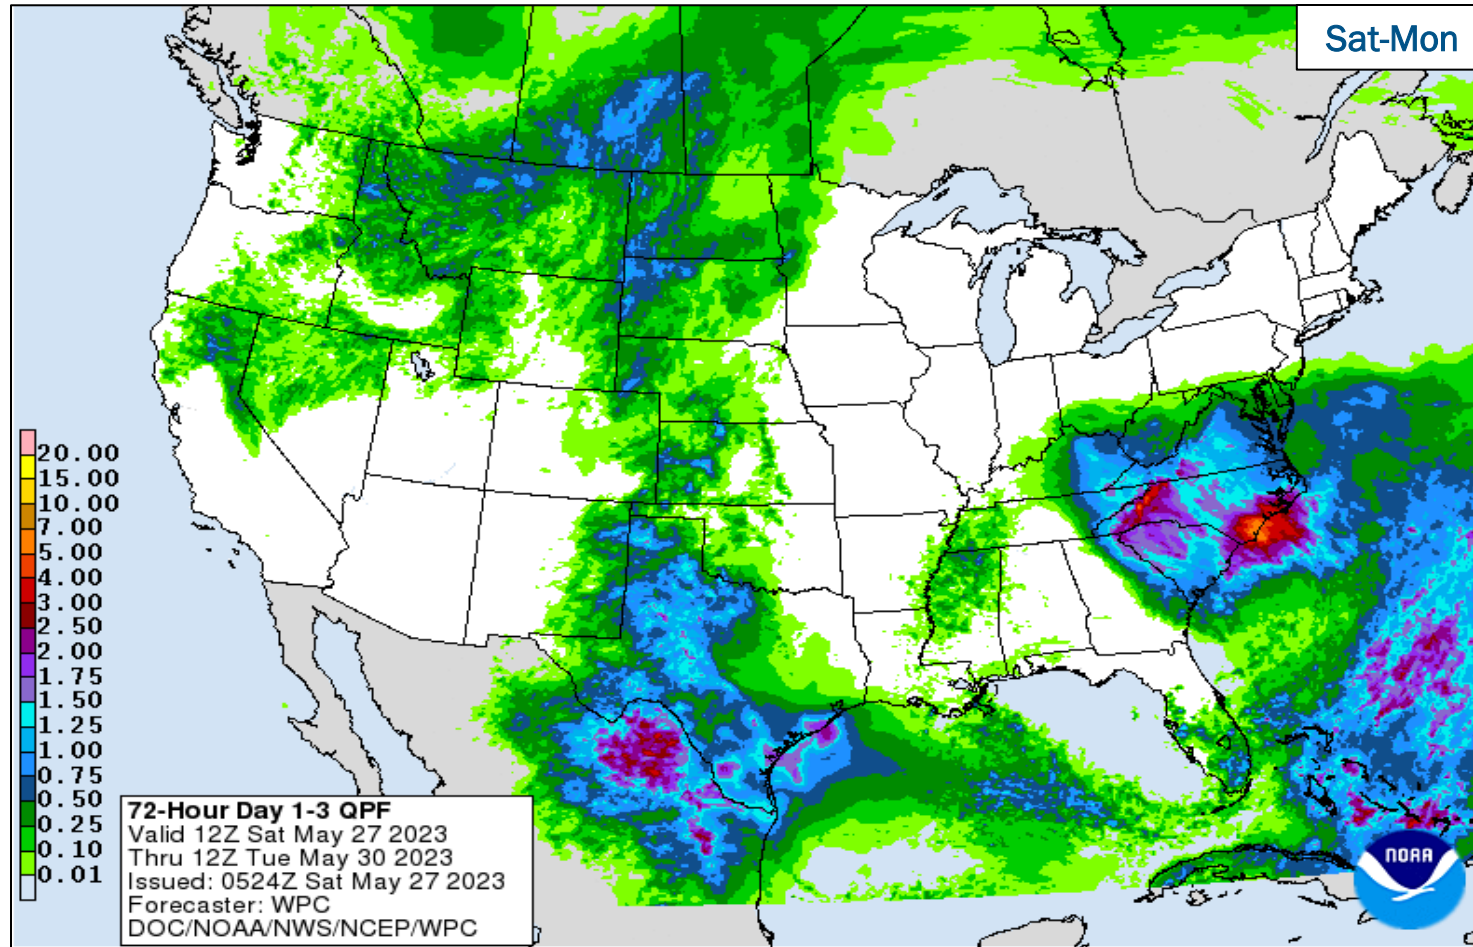 Sat-Mon
20.00
15.00
10.00
7.00
5.00
4.00
3.00
2.50
2.00
1.75
1.50
1.25
1.00
0.75
0.50
0.25
0.10
0.01
72-Hour Day 1-3 QPF
Valid 12Z Sat May 27 2023
Thru 12Z Tue May 30 2023
Issued: 0524Z Sat May 27 2023
Forecaster: WPC
DOC/NOAA/NWS/NCEP/WPC
NOAA